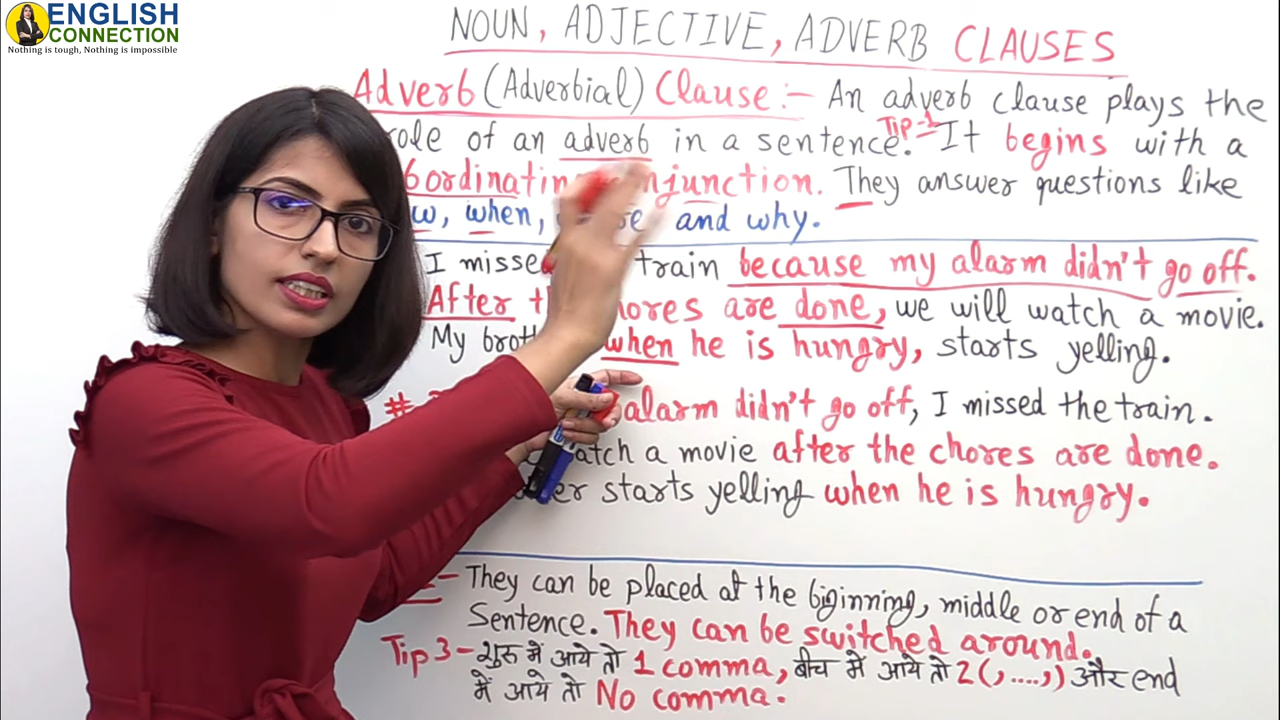 ENGLISH
CONNECTION
Nothing is tough, Nothing is impossible
NOUN, ADJECTIVE, ADVERB CLAUSES
Adverb (Adverbial) Clause :- An adverb clause plays the
role of an adverb in a sentence. Tip-1 It begins with a
bordinating njunction. They answer questions like
w, when, and why.
I missed train because my alarm didn't go off.
After the hores are done, we will watch a movie.
My broth when he is hungry, starts yelling.
# alarm didn't go off, I missed the train.
atch a movie after the chores are done.
er starts yelling when he is hungry.
- They can be placed at the biginning, middle or end of a
Sentence. They can be switched around.
Tip 3 - शुरू में आये तो 1 comma, बीच में आये तो 2 (, ....,) और end
में आये तो No comma.